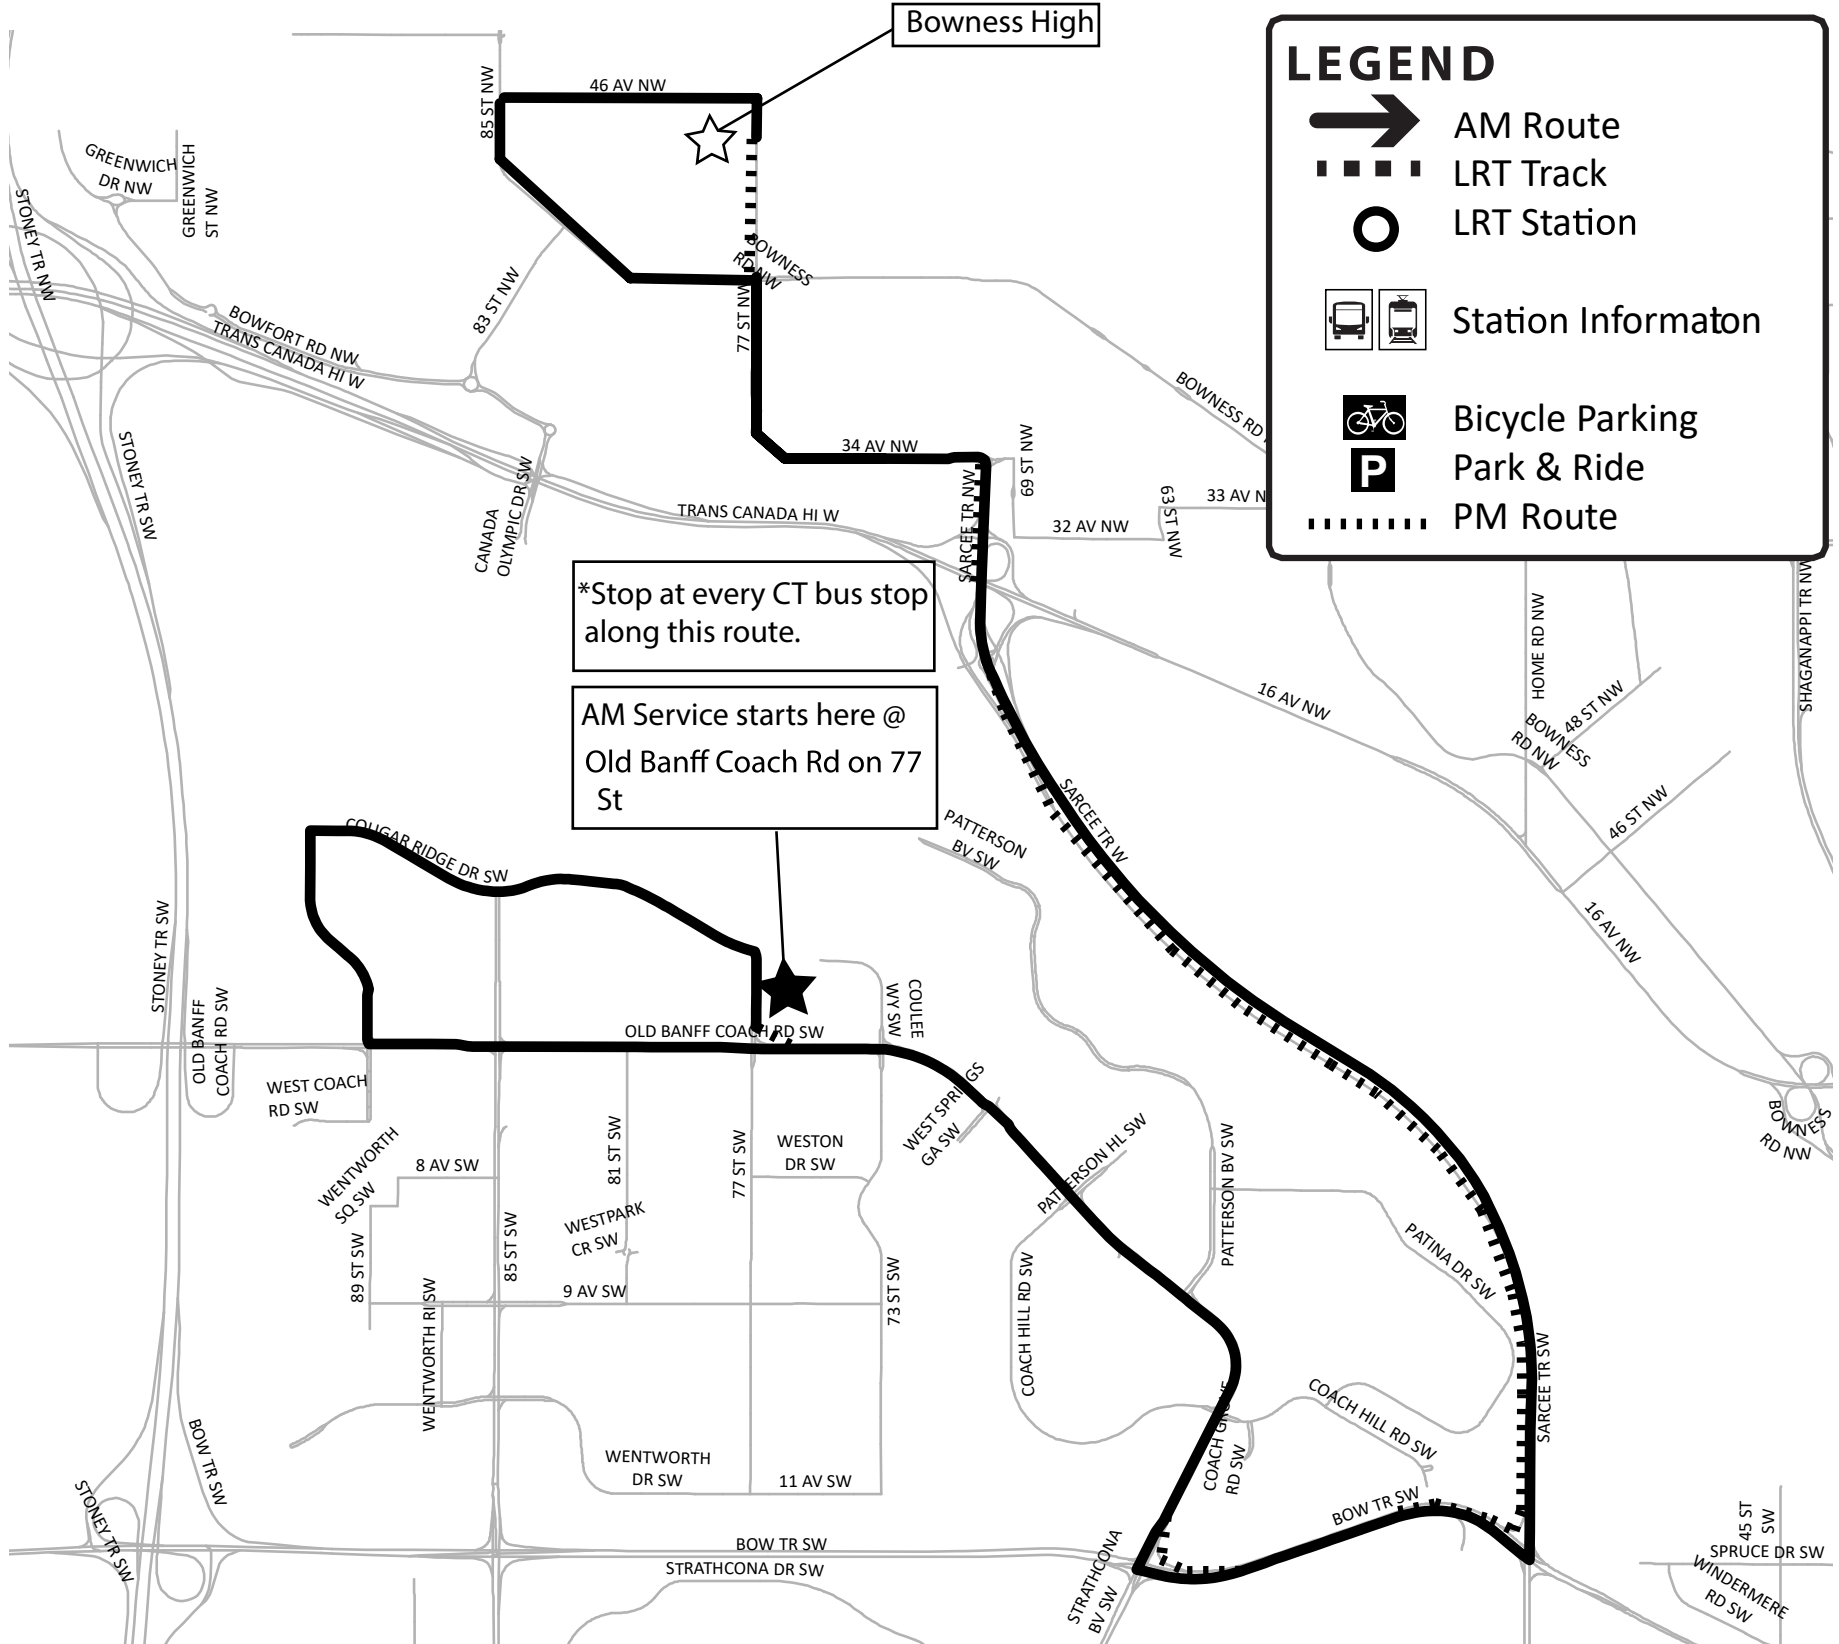 Bowness High
LEGEND
AM Route
LRT Track
LRT Station
Station Informaton
Bicycle Parking
P
Park & Ride
PM Route
46 AV NW
85 ST NW
GREENWICH
DR NW
GREENWICH
ST NW
STONEY TR NW
BOWNESS
RD NW
77 ST NW
83 ST NW
BOWFORT RD NW
TRANS CANADA HI W
BOWNESS RD
STONEY TR SW
34 AV NW
69 ST NW
SARCEE TR NW
63 ST NW
33 AV N
32 AV NW
CANADA
OLYMPIC DR SW
TRANS CANADA HI W
*Stop at every CT bus stop
along this route.
AM Service starts here @
Old Banff Coach Rd on 77
St
HOME RD NW
SHAGANAPPI TR NW
16 AV NW
48 ST NW
BOWNESS
RD NW
46 ST NW
SARCEE TR W
PATTERSON
BV SW
COUGAR RIDGE DR SW
16 AV NW
STONEY TR SW
OLD BANFF
COACH RD SW
OLD BANFF COACH RD SW
COULEE
WY SW
WEST COACH
RD SW
WEST SPRINGS
GA SW
BOWNESS
RD NW
WENTWORTH
SQ SW
8 AV SW
81 ST SW
77 ST SW
WESTON
DR SW
PATTERSON HL SW
PATTERSON BV SW
WESTPARK
CR SW
89 ST SW
85 ST SW
9 AV SW
73 ST SW
COACH HILL RD SW
PATINA DR SW
WENTWORTH RI SW
SARCEE TR SW
COACH GROVE
RD SW
COACH HILL RD SW
BOW TR SW
WENTWORTH
DR SW
11 AV SW
STONEY TR SW
BOW TR SW
BOW TR SW
STRATHCONA DR SW
STRATHCONA
BV SW
45 ST
SW
SPRUCE DR SW
WINDERMERE
RD SW